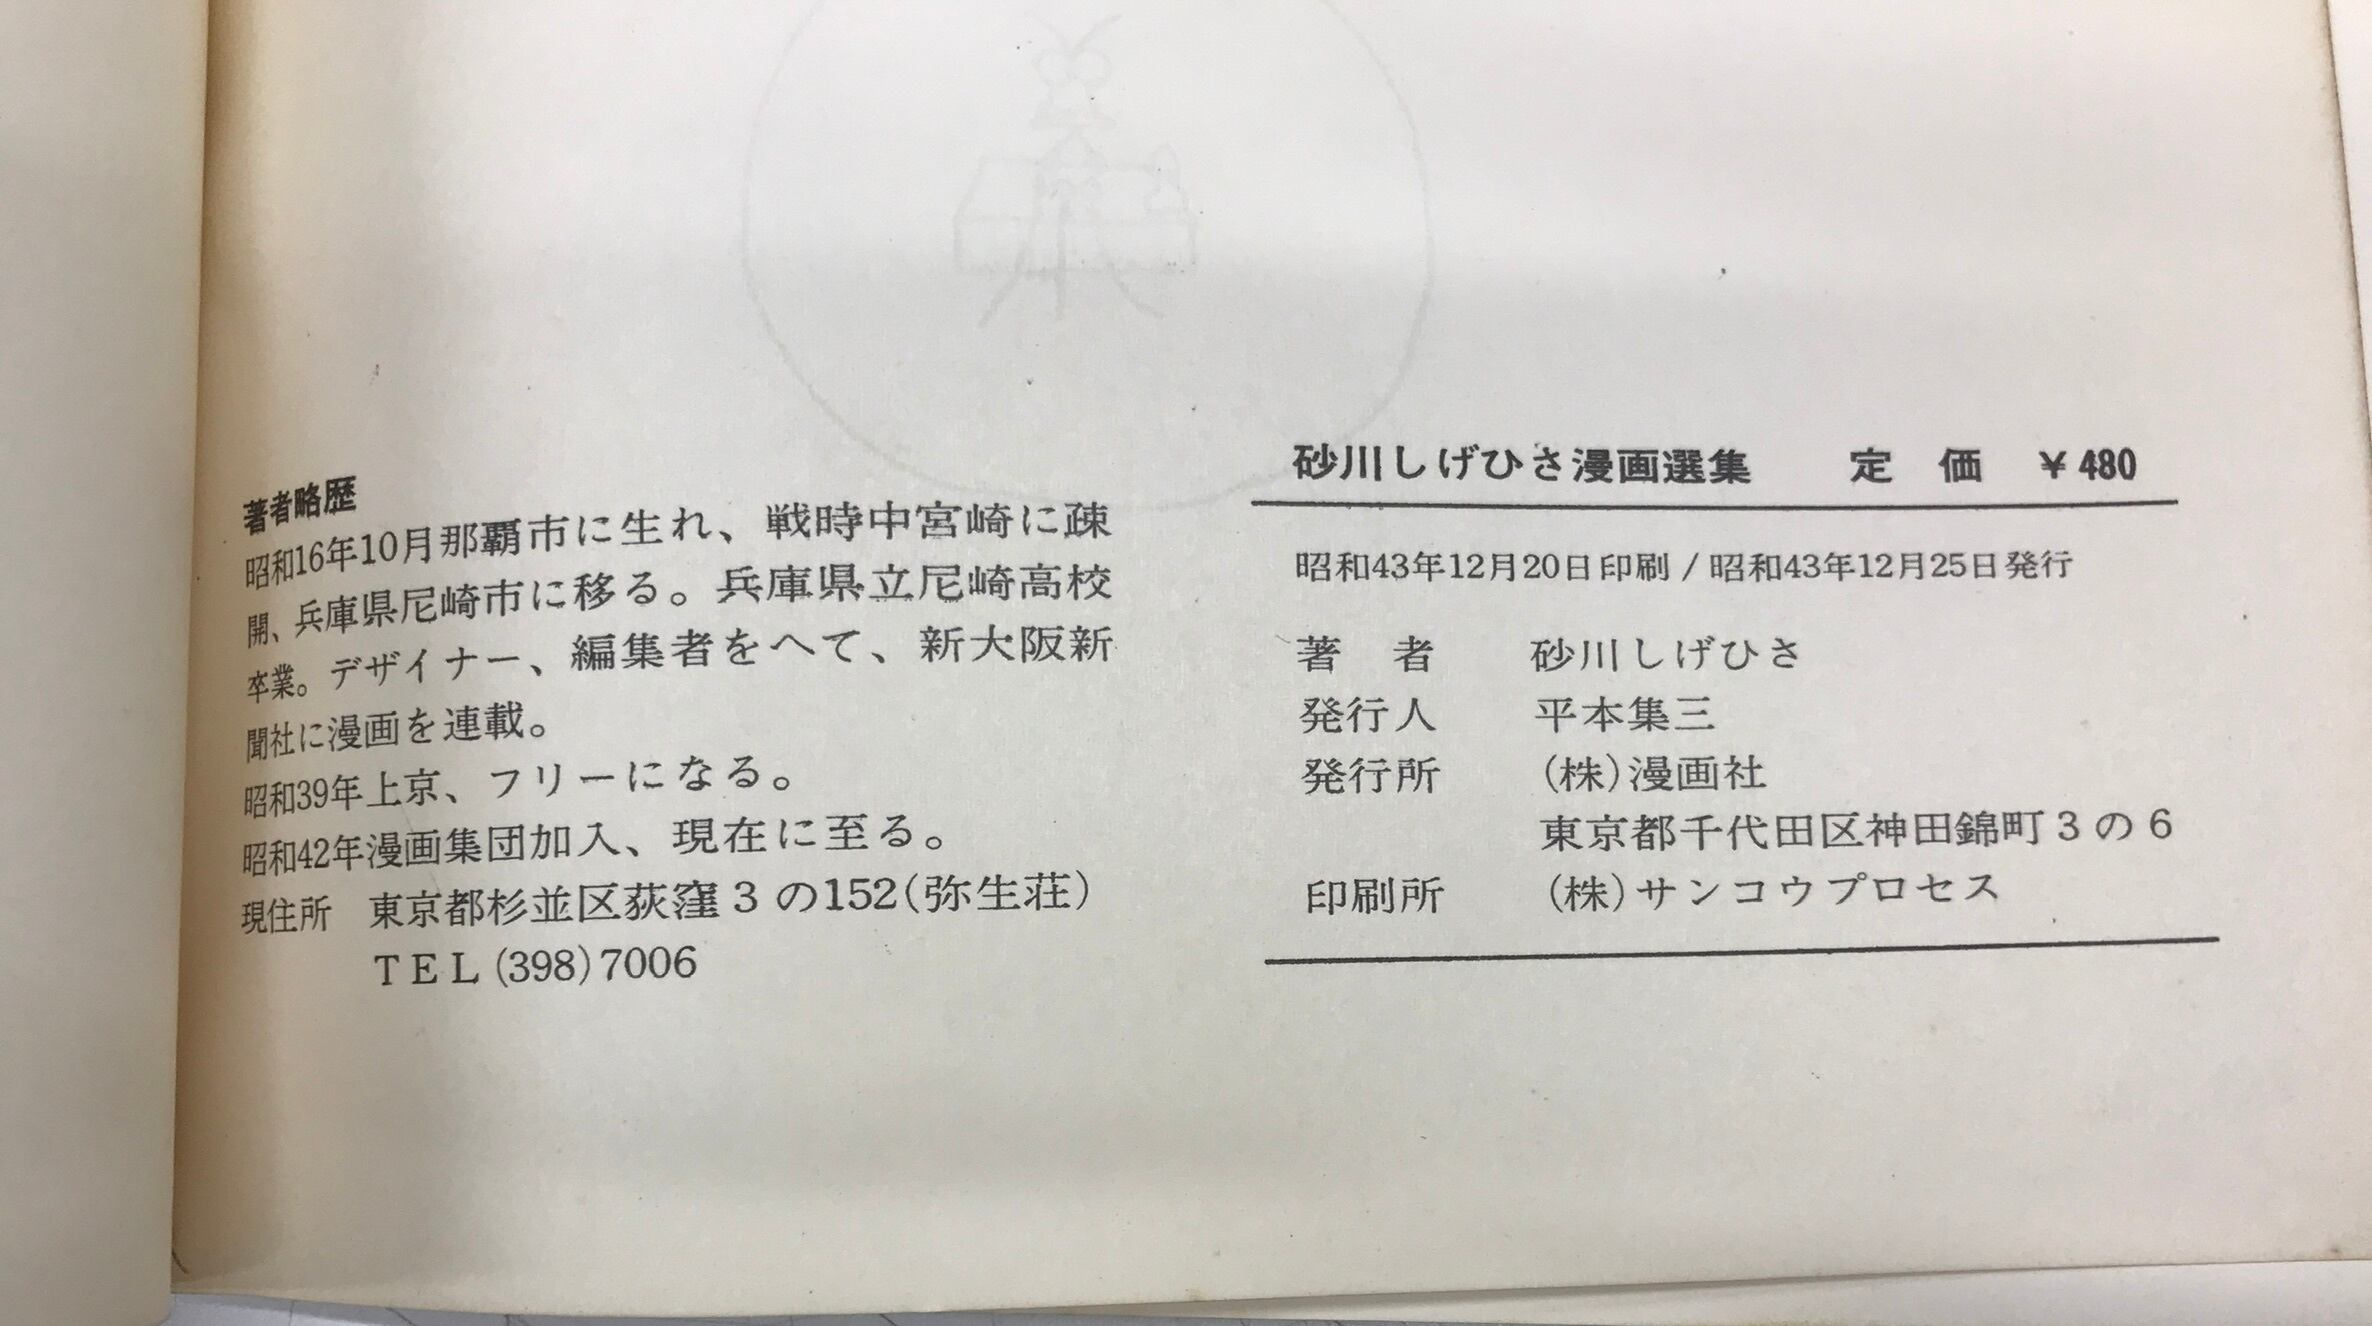 著者略歴
昭和16年10月那覇市に生れ、戦時中宮崎に疎
開、兵庫県尼崎市に移る。兵庫県立尼崎高校
卒業。デザイナー、編集者をへて、新大阪新
聞社に漫画を連載。
昭和39年上京、フリーになる。
昭和42年漫画集団加入、現在に至る。
現住所 東京都杉並区荻窪3の152(弥生荘)
TEL(398)7006
砂川しげひさ漫画選集 定 価 ￥480
昭和43年12月20日印刷/昭和43年12月25日発行
著 者 砂川しげひさ
発行人 平本集三
発行所 (株)漫画社
東京都千代田区神田錦町3の6
印刷所 (株)サンコウプロセス